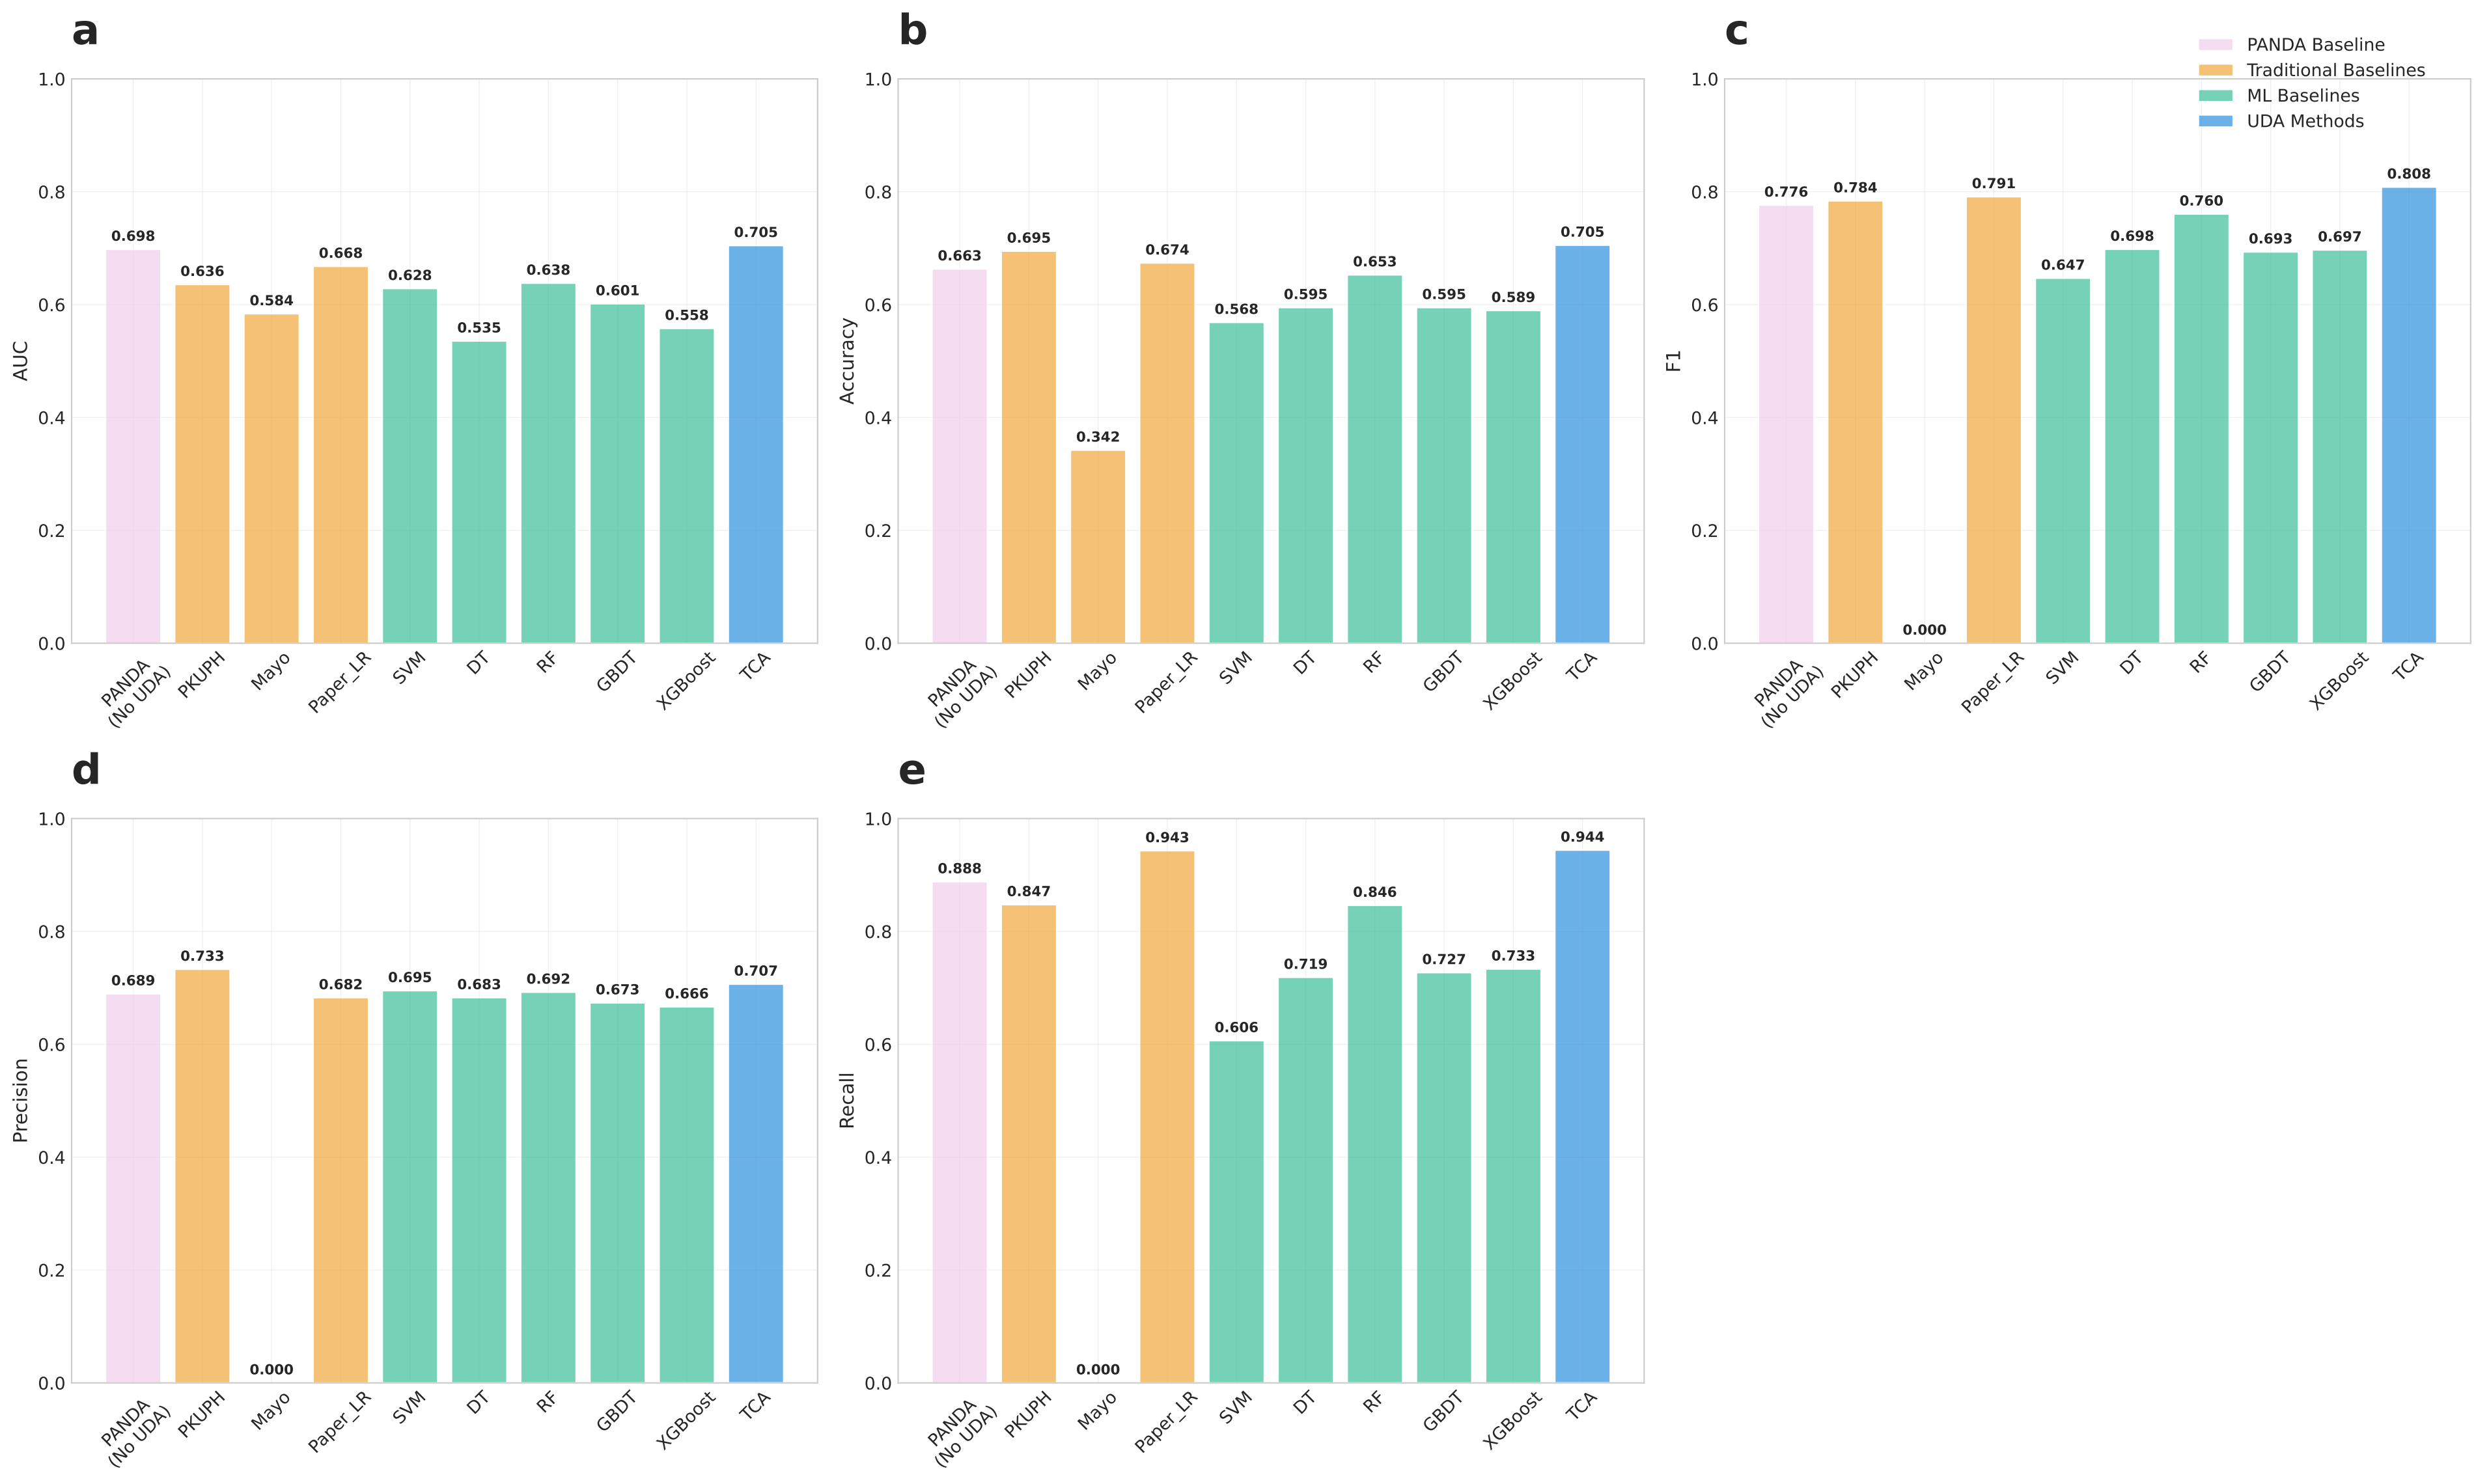 a
1.0
0.8
0.6
0.4
0.2
0.0
AUC
0.698
0.636
0.584
0.668
0.628
0.535
0.638
0.601
0.558
0.705
PANDA
(No UDA)
PKUPH
Mayo
Paper_LR
SVM
DT
RF
GBDT
XGBoost
TCA
b
1.0
0.8
0.6
0.4
0.2
0.0
Accuracy
0.663
0.695
0.342
0.674
0.568
0.595
0.653
0.595
0.589
0.705
PANDA
(No UDA)
PKUPH
Mayo
Paper_LR
SVM
DT
RF
GBDT
XGBoost
TCA
c
PANDA Baseline
Traditional Baselines
ML Baselines
UDA Methods
1.0
0.8
0.6
0.4
0.2
0.0
F1
0.776
0.784
0.000
0.791
0.647
0.698
0.760
0.693
0.697
0.808
PANDA
(No UDA)
PKUPH
Mayo
Paper_LR
SVM
DT
RF
GBDT
XGBoost
TCA
d
1.0
0.8
0.6
0.4
0.2
0.0
Precision
0.689
0.733
0.000
0.682
0.695
0.683
0.692
0.673
0.666
0.707
PANDA
(No UDA)
PKUPH
Mayo
Paper_LR
SVM
DT
RF
GBDT
XGBoost
TCA
e
1.0
0.8
0.6
0.4
0.2
0.0
Recall
0.888
0.847
0.000
0.943
0.606
0.719
0.846
0.727
0.733
0.944
PANDA
(No UDA)
PKUPH
Mayo
Paper_LR
SVM
DT
RF
GBDT
XGBoost
TCA